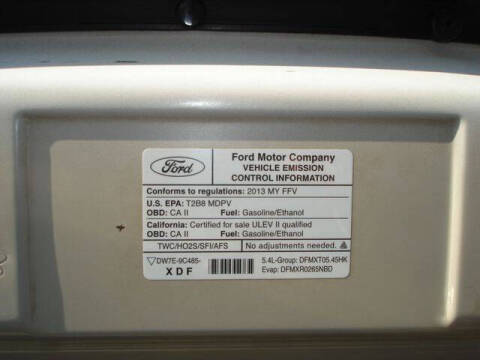 Ford
Ford Motor Company
VEHICLE EMISSION
CONTROL INFORMATION
Conforms to regulations: 2013 MY FFV
U.S. EPA: T2B8 MDPV
OBD: CA II Fuel: Gasoline/Ethanol
California: Certified for sale ULEV II qualified
OBD: CA II Fuel: Gasoline/Ethanol
TWC/HO2S/SFI/AFS No adjustments needed.
DW7E-9C485-
XDF
5.4L-Group: DFMXT05.45HK
Evap: DFMXR0265NBD